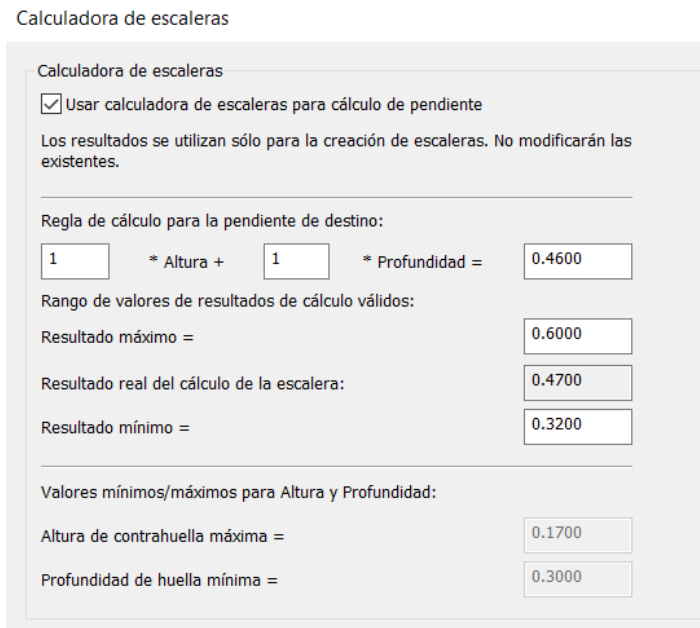 Calculadora de escaleras
Calculadora de escaleras
Usar calculadora de escaleras para cálculo de pendiente
Los resultados se utilizan sólo para la creación de escaleras. No modificarán las
existentes.
Regla de cálculo para la pendiente de destino:
1 * Altura + 1 * Profundidad = 0.4600
Rango de valores de resultados de cálculo válidos:
Resultado máximo = 0.6000
Resultado real del cálculo de la escalera: 0.4700
Resultado mínimo = 0.3200
Valores mínimos/máximos para Altura y Profundidad:
Altura de contrahuella máxima = 0.1700
Profundidad de huella mínima = 0.3000